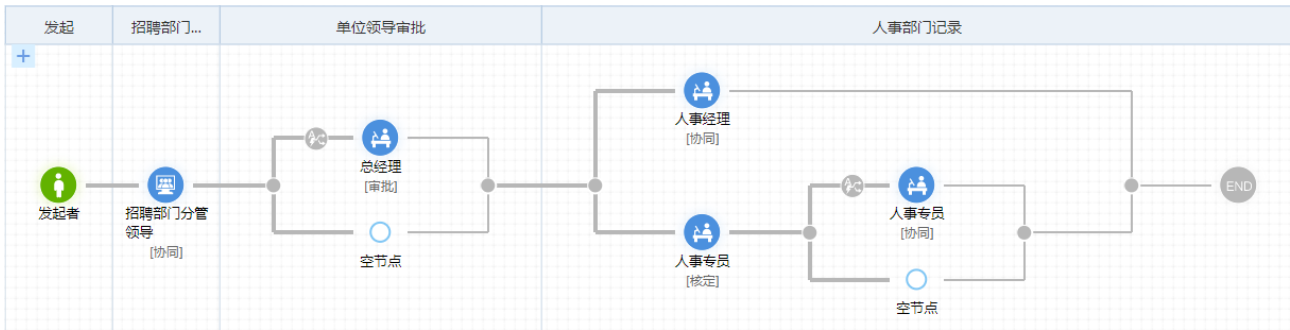 发起
招聘部门...
单位领导审批
人事部门记录
人事经理
[协同]
总经理
[审批]
发起者
招聘部门分管
领导
[协同]
空节点
人事专员
[核定]
人事专员
[协同]
空节点
END